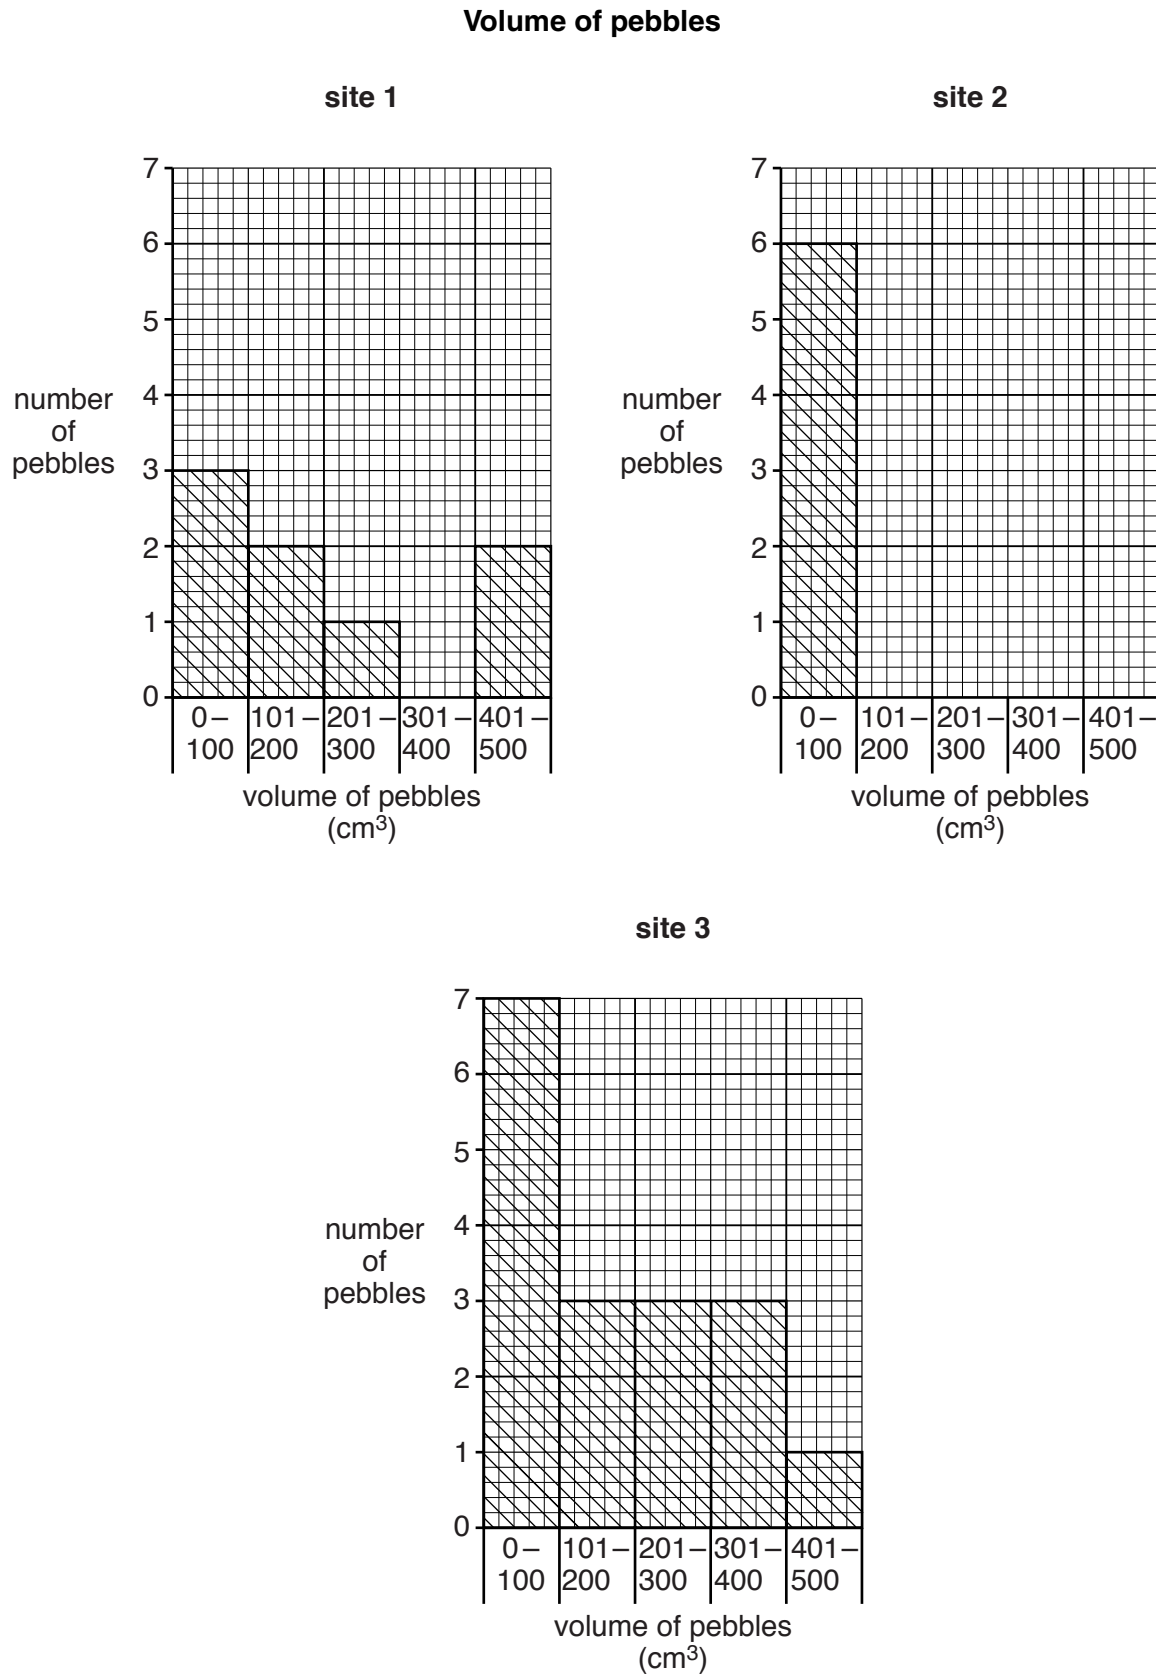 Volume of pebbles
site 1
7
6
5
4
3
2
1
0
number
of
pebbles
0– 101– 201– 301– 401–
100 200 300 400 500
volume of pebbles
(cm³)
site 2
7
6
5
4
3
2
1
0
number
of
pebbles
0– 101– 201– 301– 401–
100 200 300 400 500
volume of pebbles
(cm³)
site 3
7
6
5
4
3
2
1
0
number
of
pebbles
0– 101– 201– 301– 401–
100 200 300 400 500
volume of pebbles
(cm³)